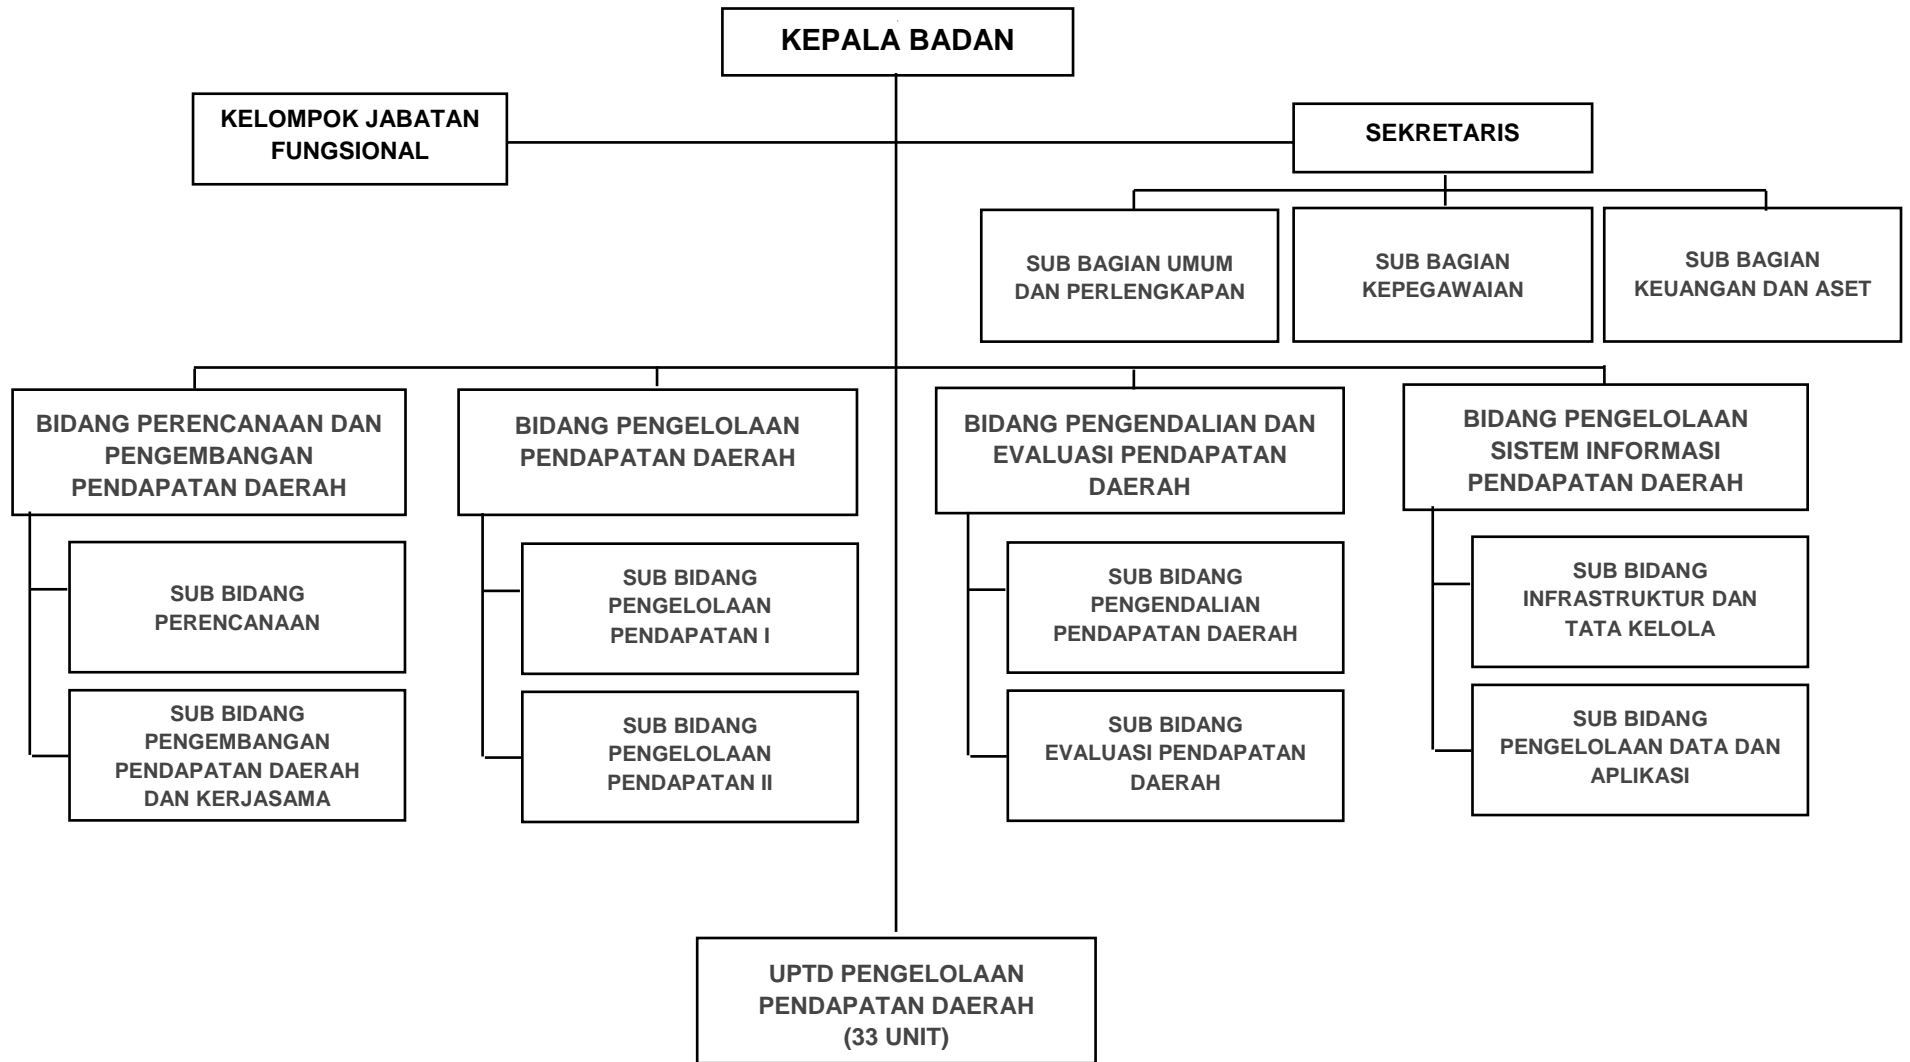 KEPALA BADAN
KELOMPOK JABATAN
FUNGSIONAL
SEKRETARIS
SUB BAGIAN UMUM
DAN PERLENGKAPAN
SUB BAGIAN
KEPEGAWAIAN
SUB BAGIAN
KEUANGAN DAN ASET
BIDANG PERENCANAAN DAN
PENGEMBANGAN
PENDAPATAN DAERAH
BIDANG PENGELOLAAN
PENDAPATAN DAERAH
BIDANG PENGENDALIAN DAN
EVALUASI PENDAPATAN
DAERAH
BIDANG PENGELOLAAN
SISTEM INFORMASI
PENDAPATAN DAERAH
SUB BIDANG
PERENCANAAN
SUB BIDANG
PENGELOLAAN
PENDAPATAN I
SUB BIDANG
PENGENDALIAN
PENDAPATAN DAERAH
SUB BIDANG
INFRASTRUKTUR DAN
TATA KELOLA
SUB BIDANG
PENGEMBANGAN
PENDAPATAN DAERAH
DAN KERJASAMA
SUB BIDANG
PENGELOLAAN
PENDAPATAN II
SUB BIDANG
EVALUASI PENDAPATAN
DAERAH
SUB BIDANG
PENGELOLAAN DATA DAN
APLIKASI
UPTD PENGELOLAAN
PENDAPATAN DAERAH
(33 UNIT)